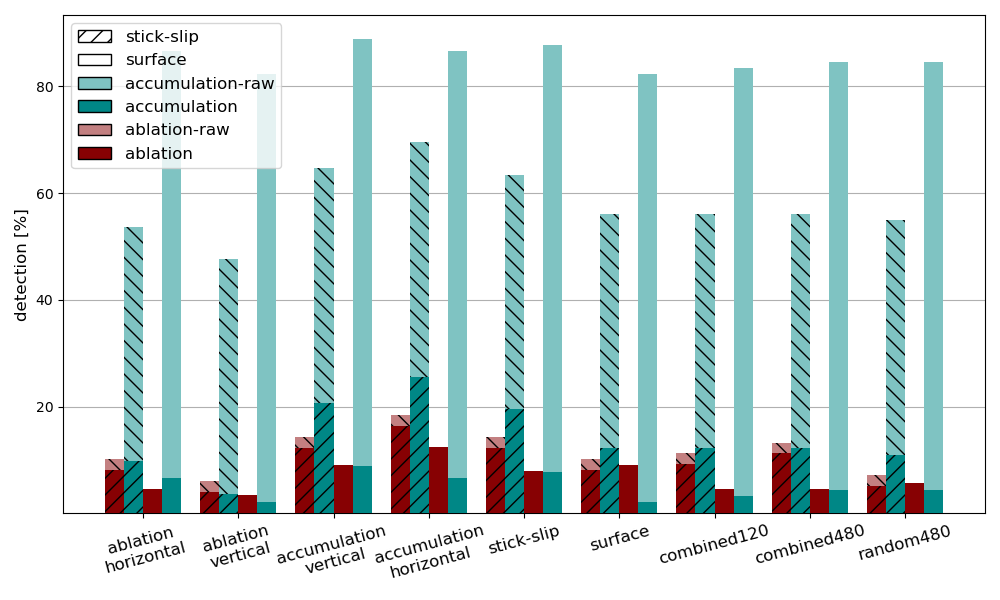 stick-slip
surface
accumulation-raw
accumulation
ablation-raw
ablation
detection [%]
80
60
40
20
ablation
horizontal
ablation
vertical
accumulation
vertical
accumulation
horizontal
stick-slip
surface
combined120
combined480
random480